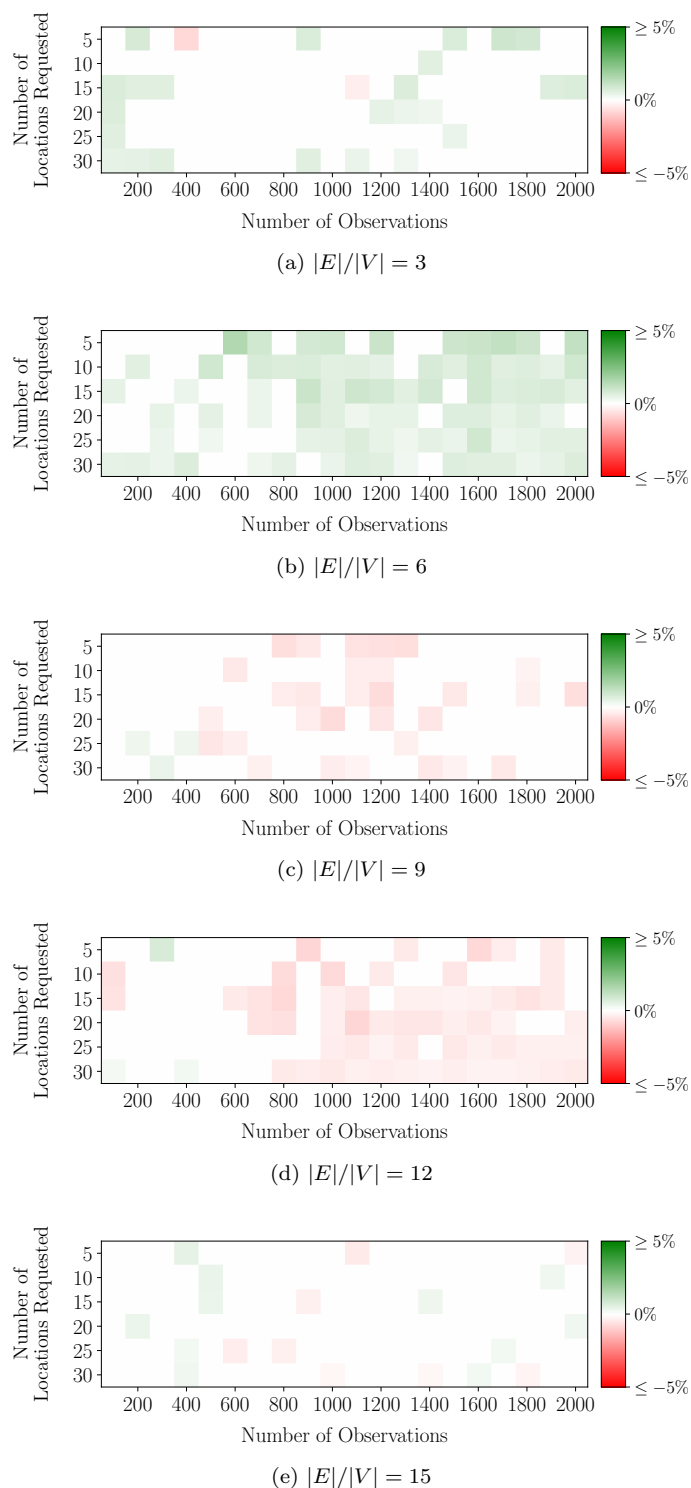 Number of
Locations Requested
5
10
15
20
25
30
200 400 600 800 1000 1200 1400 1600 1800 2000
Number of Observations
≥ 5%
0%
≤ −5%
(a) |E|/|V| = 3
Number of
Locations Requested
5
10
15
20
25
30
200 400 600 800 1000 1200 1400 1600 1800 2000
Number of Observations
≥ 5%
0%
≤ −5%
(b) |E|/|V| = 6
Number of
Locations Requested
5
10
15
20
25
30
200 400 600 800 1000 1200 1400 1600 1800 2000
Number of Observations
≥ 5%
0%
≤ −5%
(c) |E|/|V| = 9
Number of
Locations Requested
5
10
15
20
25
30
200 400 600 800 1000 1200 1400 1600 1800 2000
Number of Observations
≥ 5%
0%
≤ −5%
(d) |E|/|V| = 12
Number of
Locations Requested
5
10
15
20
25
30
200 400 600 800 1000 1200 1400 1600 1800 2000
Number of Observations
≥ 5%
0%
≤ −5%
(e) |E|/|V| = 15